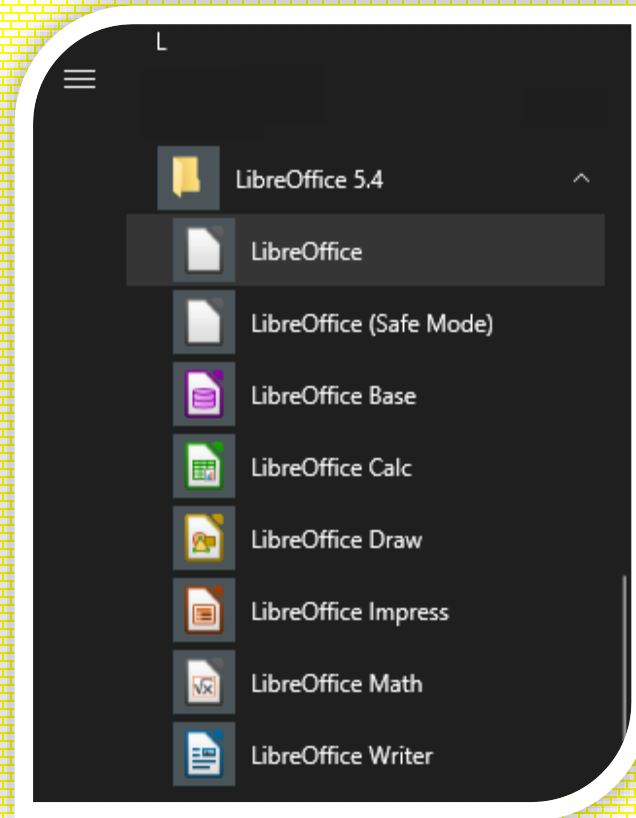 L
LibreOffice 5.4
LibreOffice
LibreOffice (Safe Mode)
LibreOffice Base
LibreOffice Calc
LibreOffice Draw
LibreOffice Impress
LibreOffice Math
LibreOffice Writer